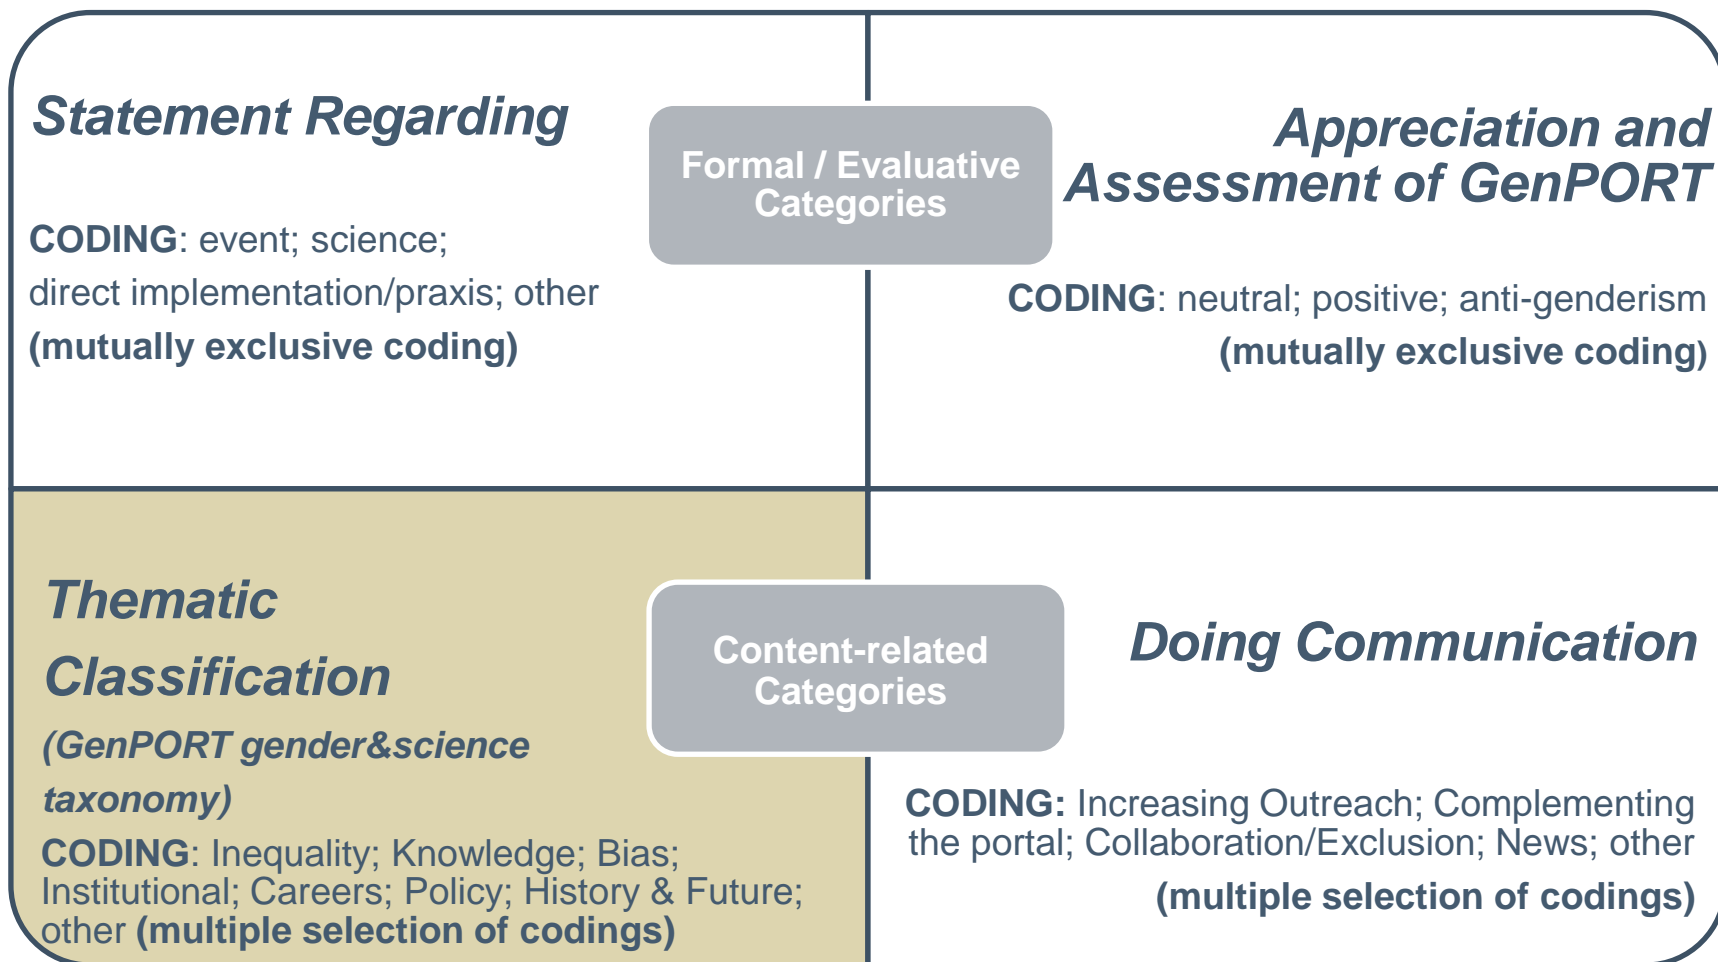 Statement Regarding
CODING: event; science;
direct implementation/praxis; other
(mutually exclusive coding)
Formal / Evaluative
Categories
Appreciation and
Assessment of GenPORT
CODING: neutral; positive; anti-genderism
(mutually exclusive coding)
Thematic
Classification
(GenPORT gender&science
taxonomy)
CODING: Inequality; Knowledge; Bias;
Institutional; Careers; Policy; History & Future;
other (multiple selection of codings)
Content-related
Categories
Doing Communication
CODING: Increasing Outreach; Complementing
the portal; Collaboration/Exclusion; News; other
(multiple selection of codings)